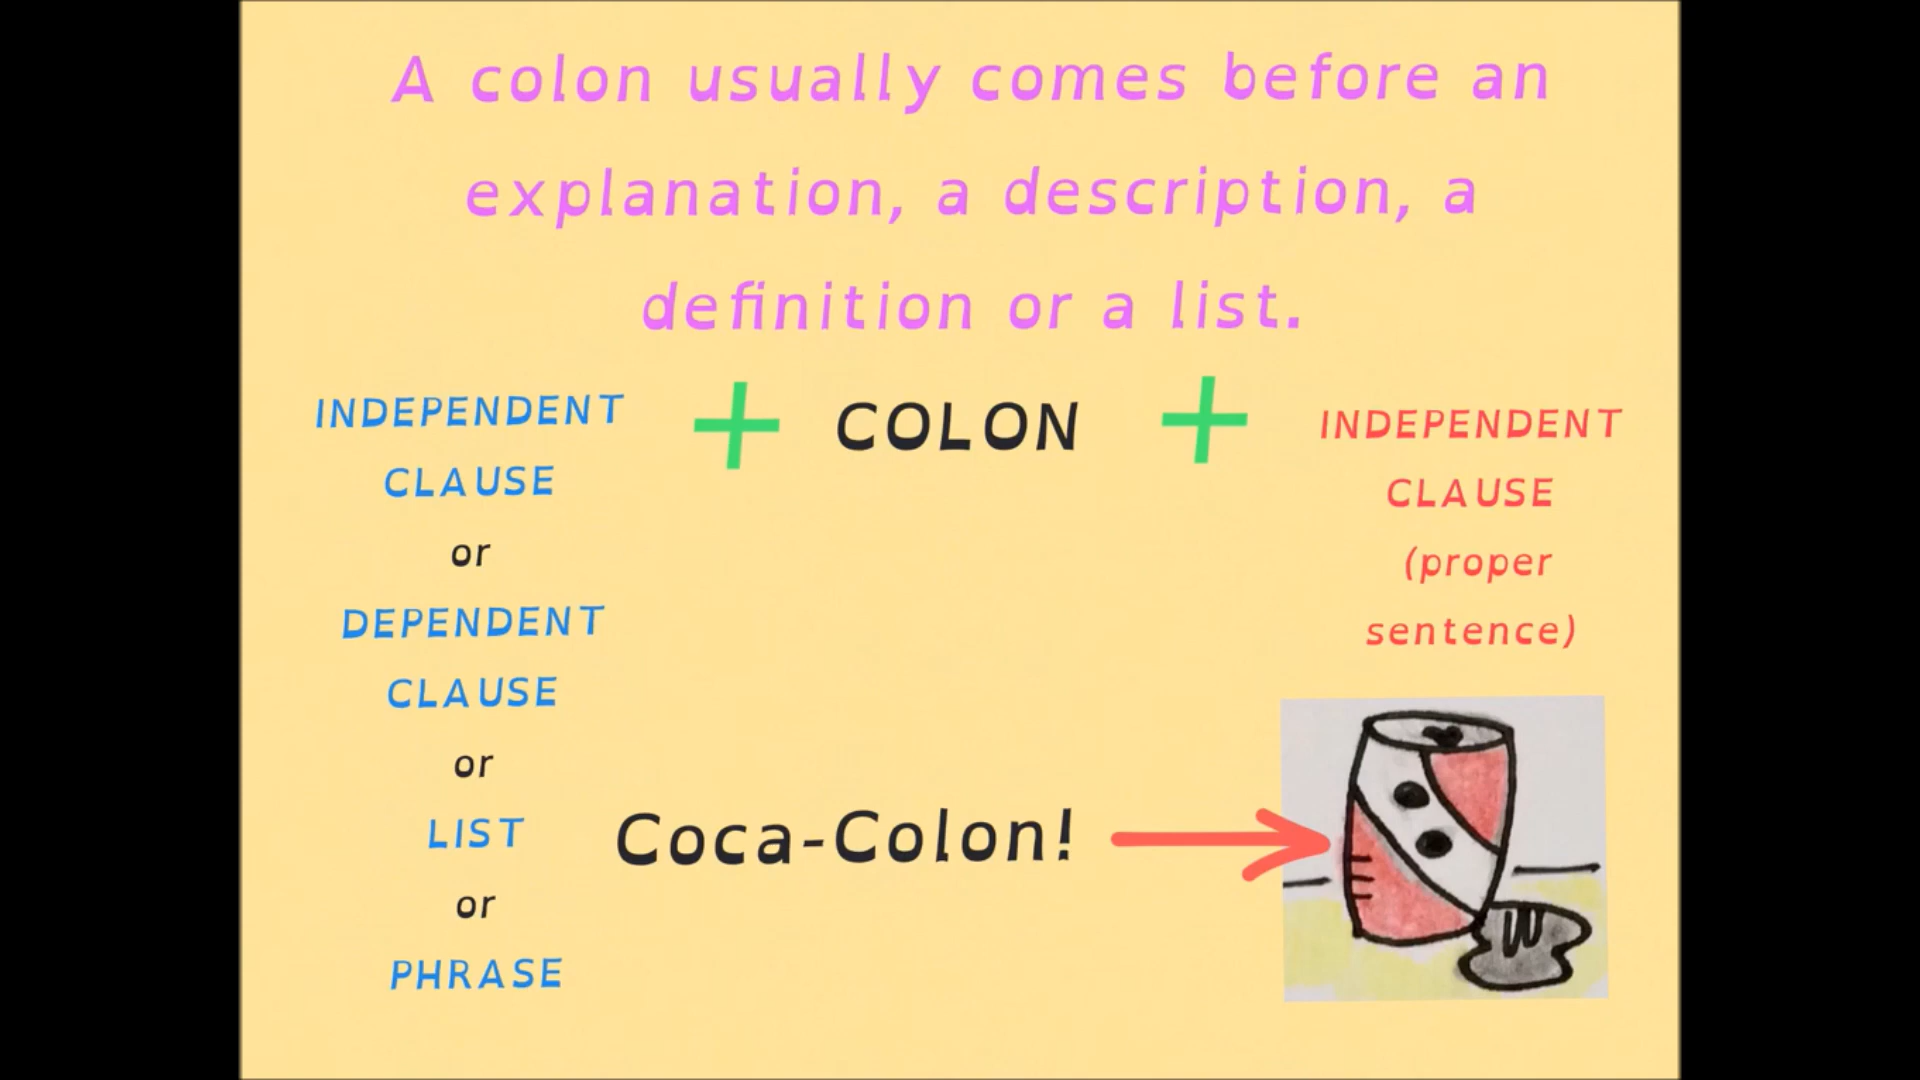 A colon usually comes before an
explanation, a description, a
definition or a list.
INDEPENDENT
CLAUSE
or
DEPENDENT
CLAUSE
or
LIST
or
PHRASE
+
COLON
+
INDEPENDENT
CLAUSE
(proper
sentence)
Coca-Colon!